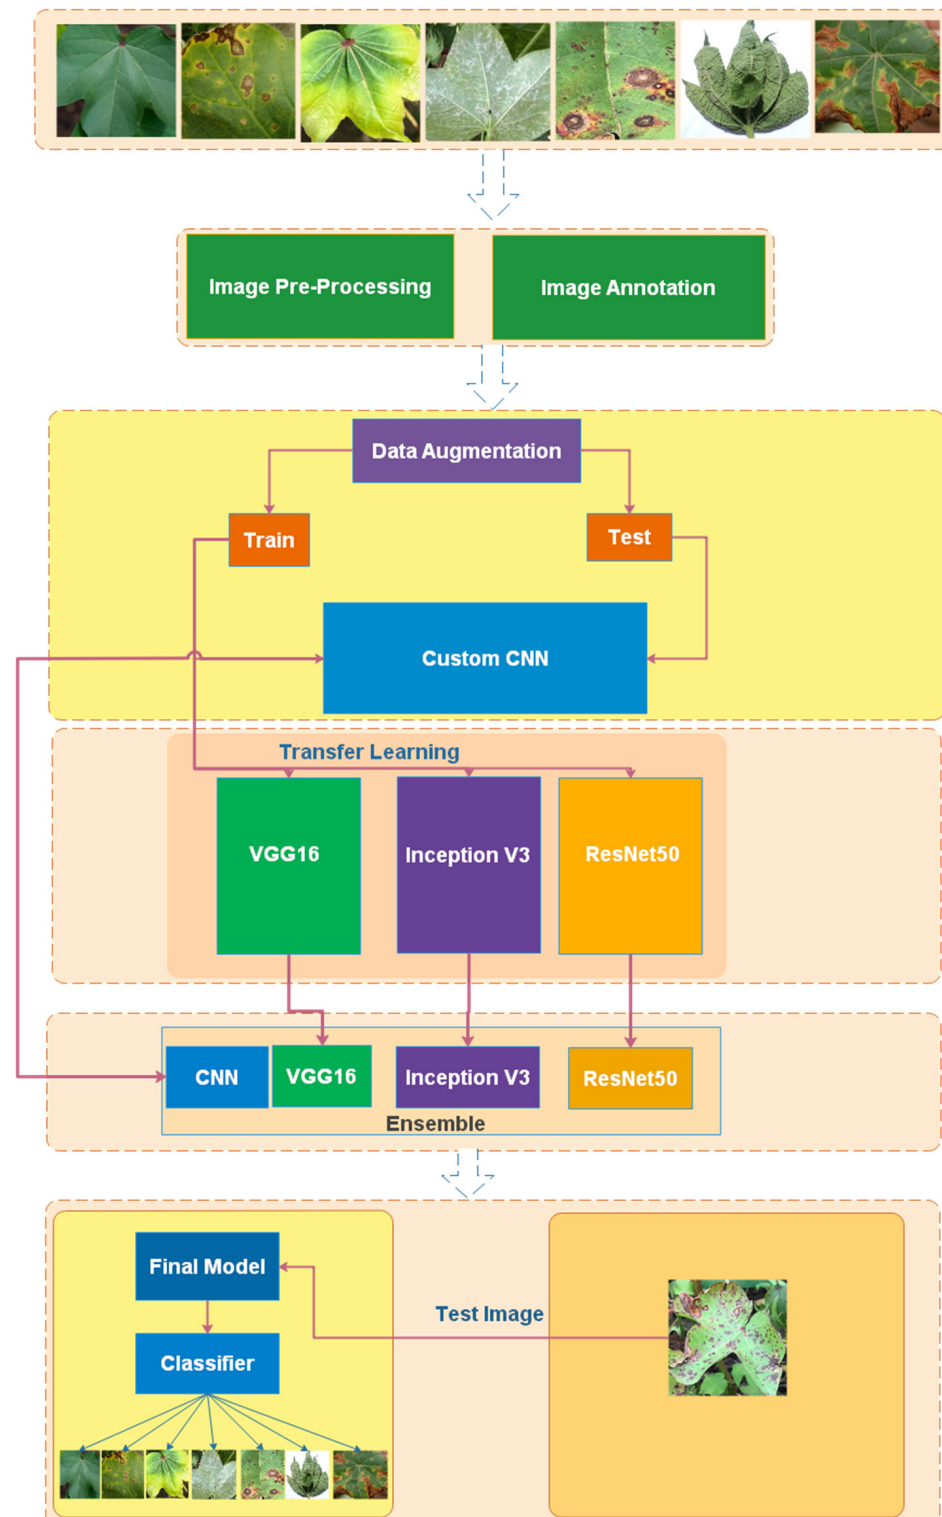 Image Pre-Processing
Image Annotation
Data Augmentation
Train
Test
Custom CNN
Transfer Learning
VGG16
Inception V3
ResNet50
CNN
VGG16
Inception V3
ResNet50
Ensemble
Final Model
Test Image
Classifier